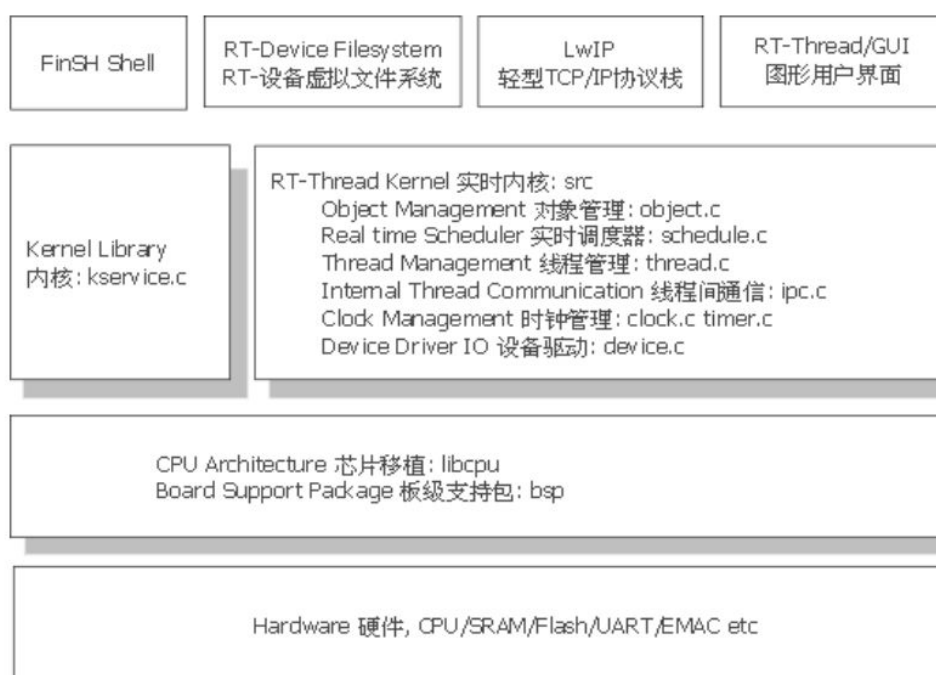 FinSH Shell
RT-Device Filesystem
RT-设备虚拟文件系统
LwIP
轻型TCP/IP协议栈
RT-Thread/GUI
图形用户界面
Kernel Library
内核: kservice.c
RT-Thread Kernel 实时内核: src
Object Management 对象管理: object.c
Real time Scheduler 实时调度器: schedule.c
Thread Management 线程管理: thread.c
Internal Thread Communication 线程间通信: ipc.c
Clock Management 时钟管理: clock.c timer.c
Device Driver IO 设备驱动: device.c
CPU Architecture 芯片移植: libcpu
Board Support Package 板级支持包: bsp
Hardware 硬件, CPU/SRAM/Flash/UART/EMAC etc